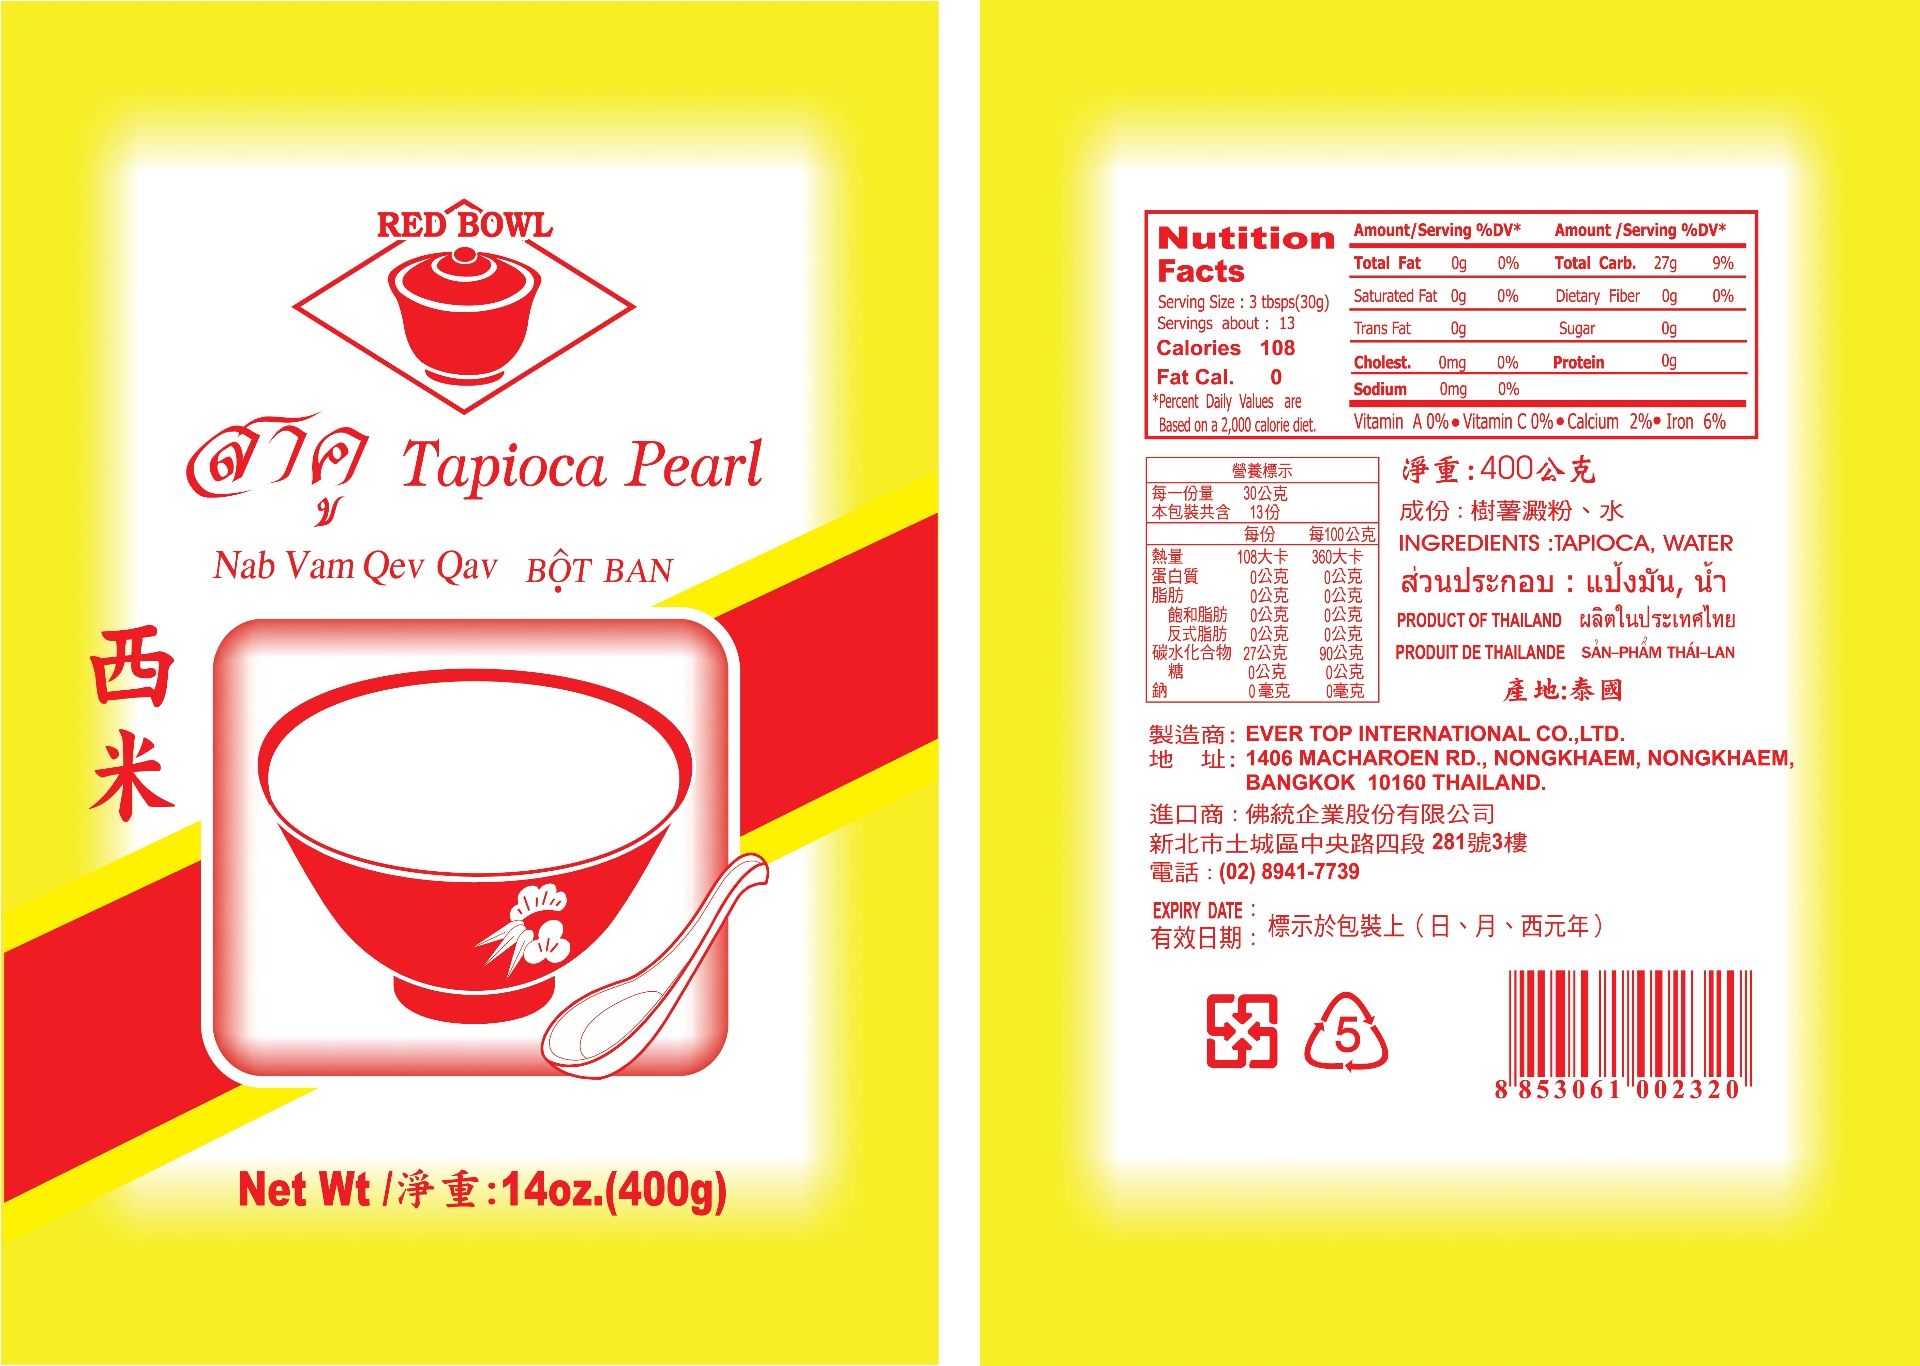 RED BOWL
สาคู Tapioca Pearl
Nab Vam Qev Qav BỘT BAN
西米
Net Wt /淨重:14oz.(400g)
Nutition
Facts
Serving Size : 3 tbsps(30g)
Servings about : 13
Calories 108
Fat Cal. 0
*Percent Daily Values are
Based on a 2,000 calorie diet.
Amount/Serving %DV* Amount /Serving %DV*
Total Fat 0g 0% Total Carb. 27g 9%
Saturated Fat 0g 0% Dietary Fiber 0g 0%
Trans Fat 0g Sugar 0g
Cholest. 0mg 0% Protein 0g
Sodium 0mg 0%
Vitamin A 0% • Vitamin C 0% • Calcium 2% • Iron 6%
營養標示
每一份量 30公克
本包裝共含 13份
每份 每100公克
熱量 108大卡 360大卡
蛋白質 0公克 0公克
脂肪 0公克 0公克
飽和脂肪 0公克 0公克
反式脂肪 0公克 0公克
碳水化合物 27公克 90公克
糖 0公克 0公克
鈉 0毫克 0毫克
淨重:400公克
成份：樹薯澱粉、水
INGREDIENTS :TAPIOCA, WATER
ส่วนประกอบ : แป้งมัน, น้ำ
PRODUCT OF THAILAND ผลิตในประเทศไทย
PRODUIT DE THAILANDE SẢN-PHẨM THÁI-LAN
產地:泰國
製造商: EVER TOP INTERNATIONAL CO.,LTD.
地 址: 1406 MACHAROEN RD., NONGKHAEM, NONGKHAEM,
BANGKOK 10160 THAILAND.
進口商：佛統企業股份有限公司
新北市土城區中央路四段 281號3樓
電話：(02) 8941-7739
EXPIRY DATE :
有效日期： 標示於包裝上（日、月、西元年）
5
8 853061 002320